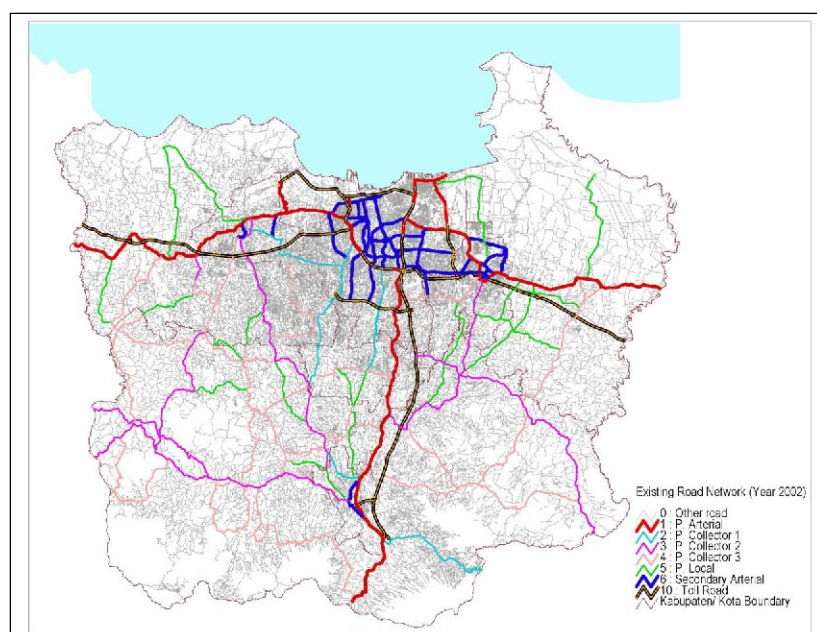 Existing Road Network (Year 2002)
0 : Other road
1 : P. Arterial
2 : P. Collector 1
3 : P. Collector 2
4 : P. Collector 3
5 : P. Local
6 : Secondary Arterial
10 : Toll Road
Kabupaten/ Kota Boundary